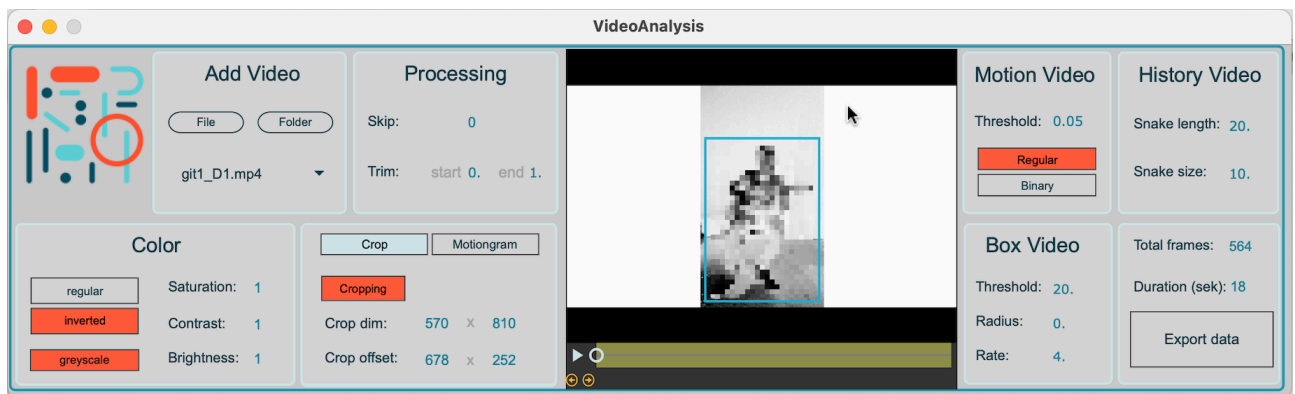 VideoAnalysis
Add Video
File Folder
git1_D1.mp4
Processing
Skip: 0
Trim: start 0. end 1.
Color
regular
inverted
greyscale
Saturation: 1
Contrast: 1
Brightness: 1
Crop Motiongram
Cropping
Crop dim: 570 x 810
Crop offset: 678 x 252
Motion Video
Threshold: 0.05
Regular
Binary
History Video
Snake length: 20.
Snake size: 10.
Box Video
Threshold: 20.
Radius: 0.
Rate: 4.
Total frames: 564
Duration (sek): 18
Export data